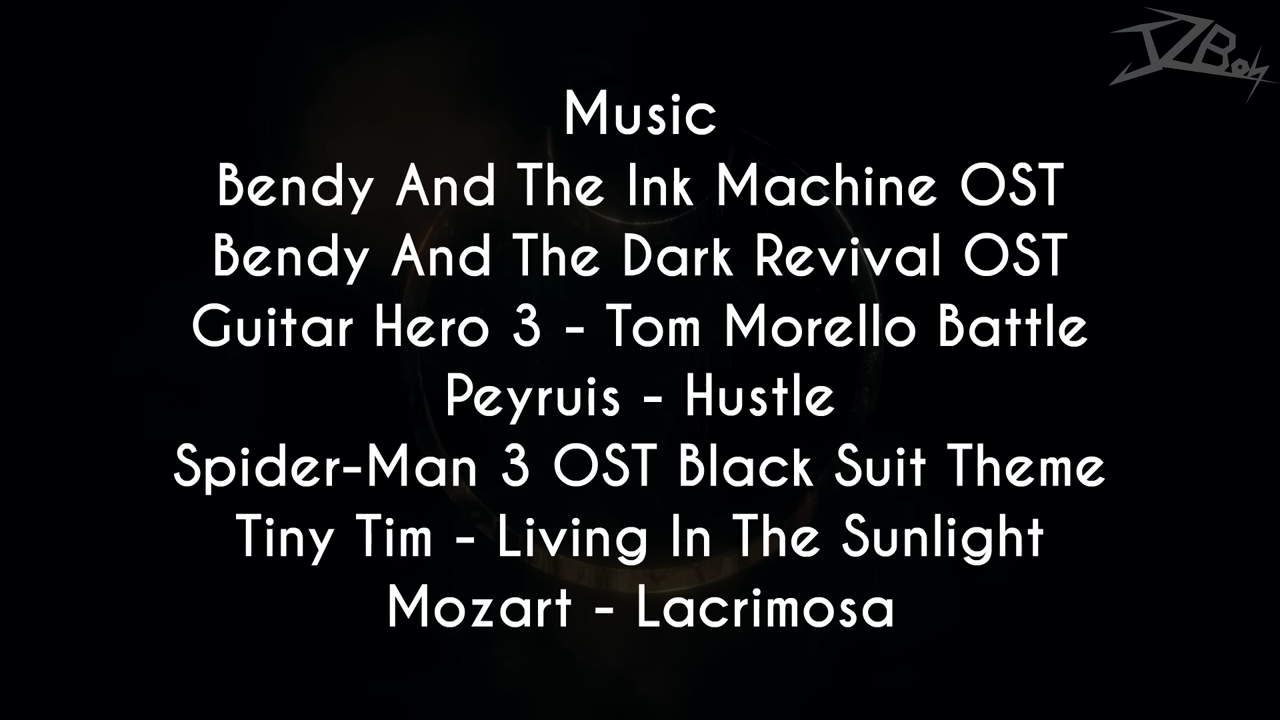 JZBoy
Music
Bendy And The Ink Machine OST
Bendy And The Dark Revival OST
Guitar Hero 3 - Tom Morello Battle
Peyruis - Hustle
Spider-Man 3 OST Black Suit Theme
Tiny Tim - Living In The Sunlight
Mozart - Lacrimosa